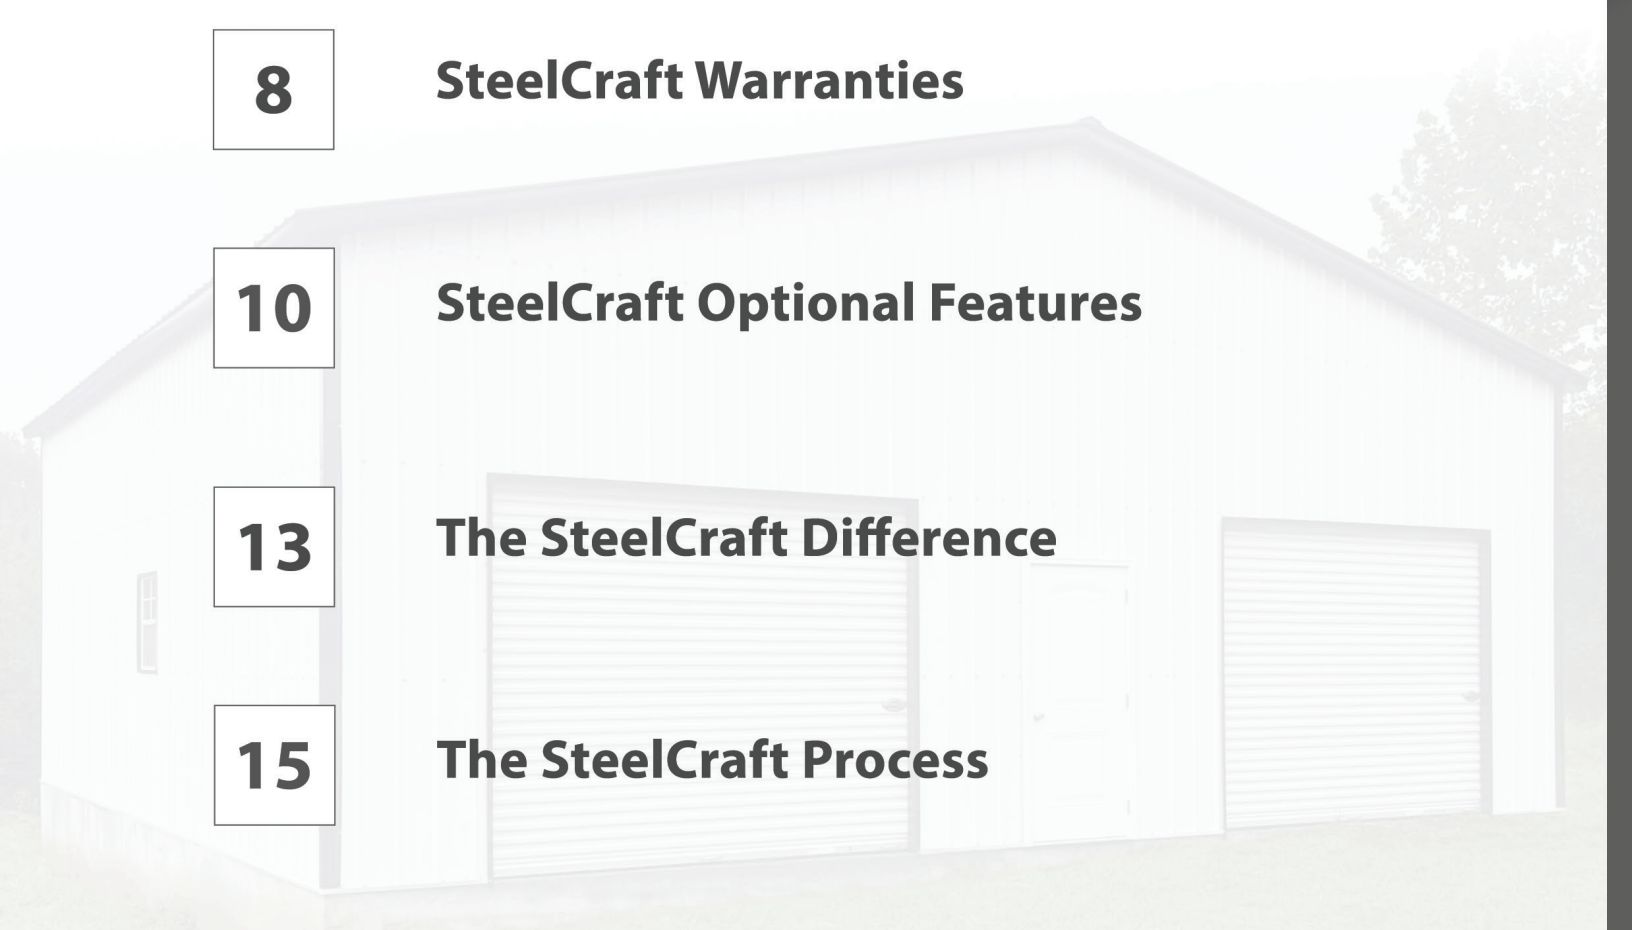 8 SteelCraft Warranties
10 SteelCraft Optional Features
13 The SteelCraft Difference
15 The SteelCraft Process